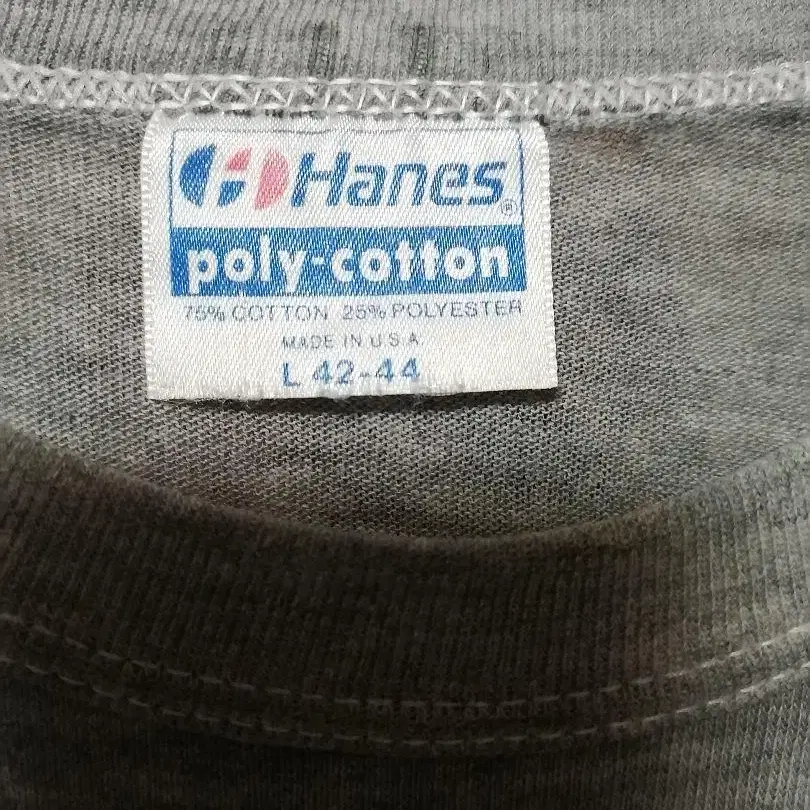 Hanes®
poly-cotton
75% COTTON 25% POLYESTER
MADE IN U.S.A
L 42-44